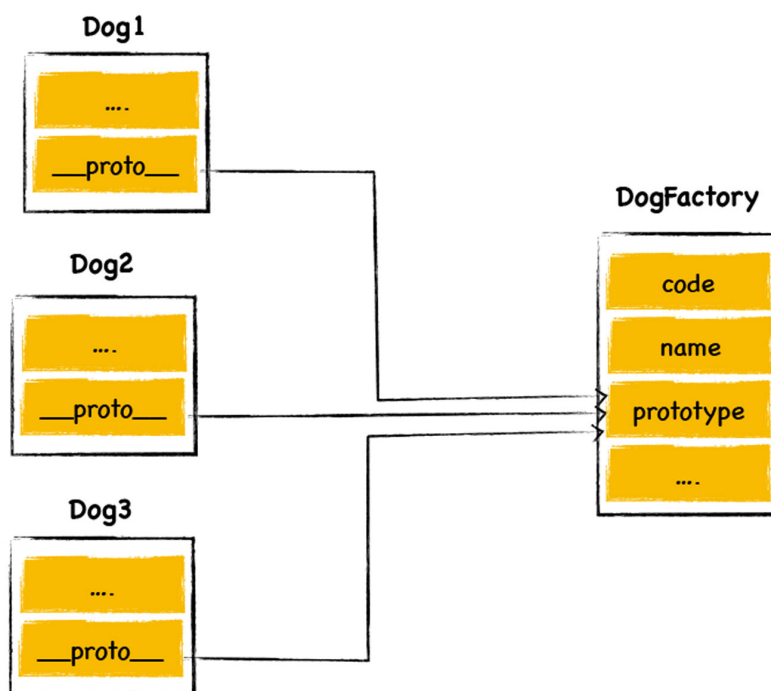 Dog1
....
__proto__
Dog2
....
__proto__
Dog3
....
__proto__
DogFactory
code
name
prototype
....